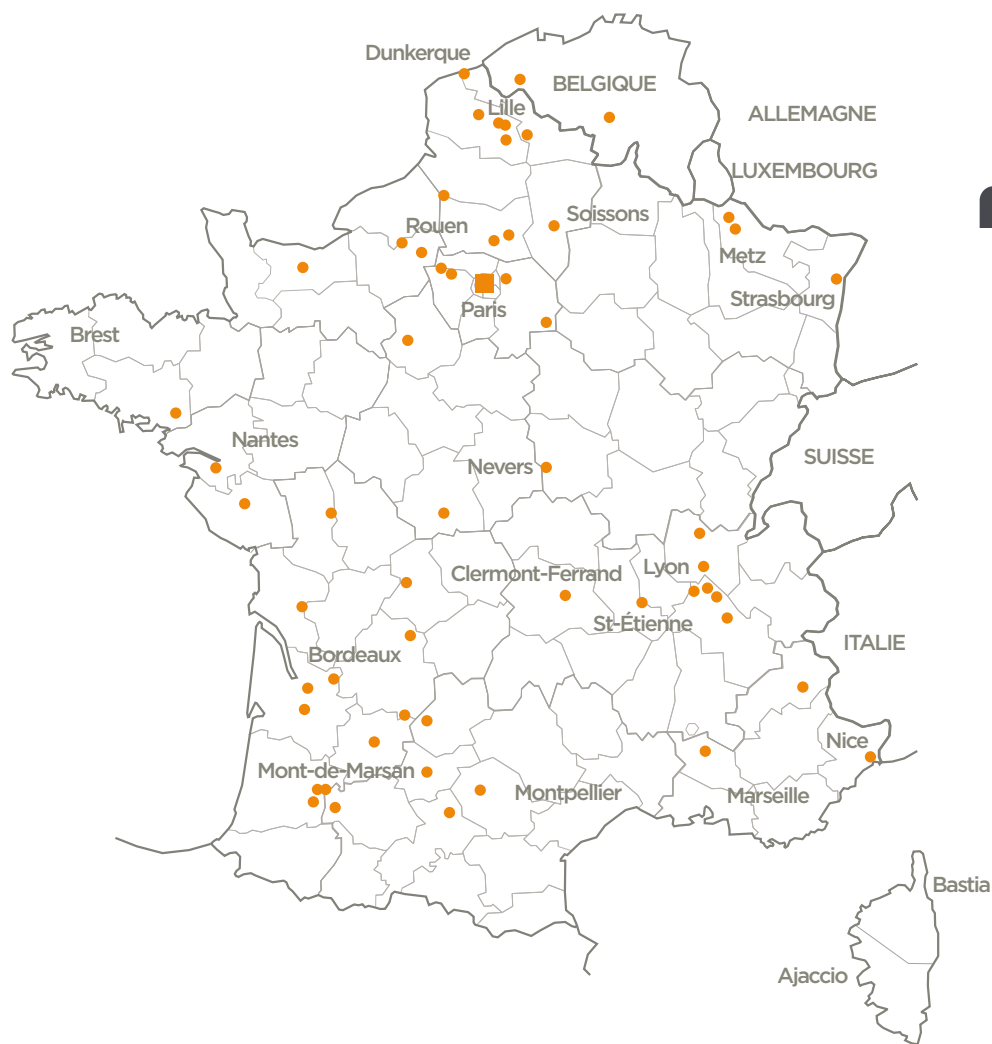 Dunkerque
BELGIQUE
Lille
ALLEMAGNE
LUXEMBOURG
Soissons
Rouen
Metz
Strasbourg
Paris
Brest
Nantes
Nevers
SUISSE
Clermont-Ferrand
Lyon
St-Étienne
ITALIE
Bordeaux
Nice
Mont-de-Marsan
Montpellier
Marseille
Bastia
Ajaccio